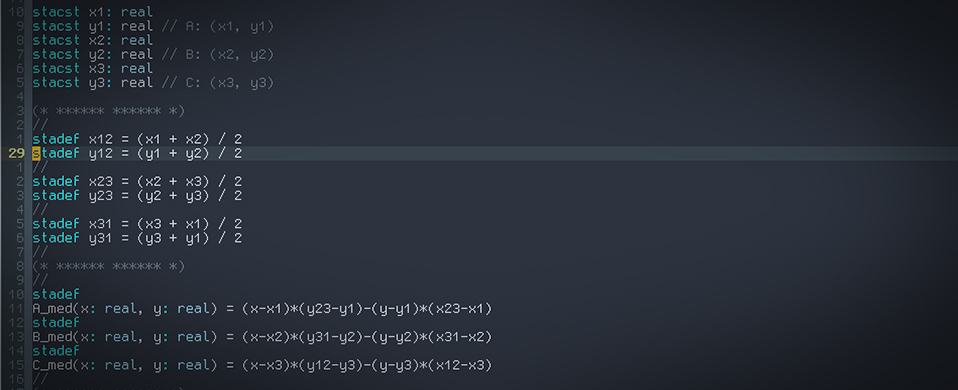 10 stacst x1: real
9 stacst y1: real // A: (x1, y1)
8 stacst x2: real
7 stacst y2: real // B: (x2, y2)
6 stacst x3: real
5 stacst y3: real // C: (x3, y3)
4
3 (* ****** ****** *)
2 //
1 stadef x12 = (x1 + x2) / 2
29 stadef y12 = (y1 + y2) / 2
1 //
2 stadef x23 = (x2 + x3) / 2
3 stadef y23 = (y2 + y3) / 2
4 //
5 stadef x31 = (x3 + x1) / 2
6 stadef y31 = (y3 + y1) / 2
7 //
8 (* ****** ****** *)
9 //
10 stadef
11 A_med(x: real, y: real) = (x-x1)*(y23-y1)-(y-y1)*(x23-x1)
12 stadef
13 B_med(x: real, y: real) = (x-x2)*(y31-y2)-(y-y2)*(x31-x2)
14 stadef
15 C_med(x: real, y: real) = (x-x3)*(y12-y3)-(y-y3)*(x12-x3)
16 //